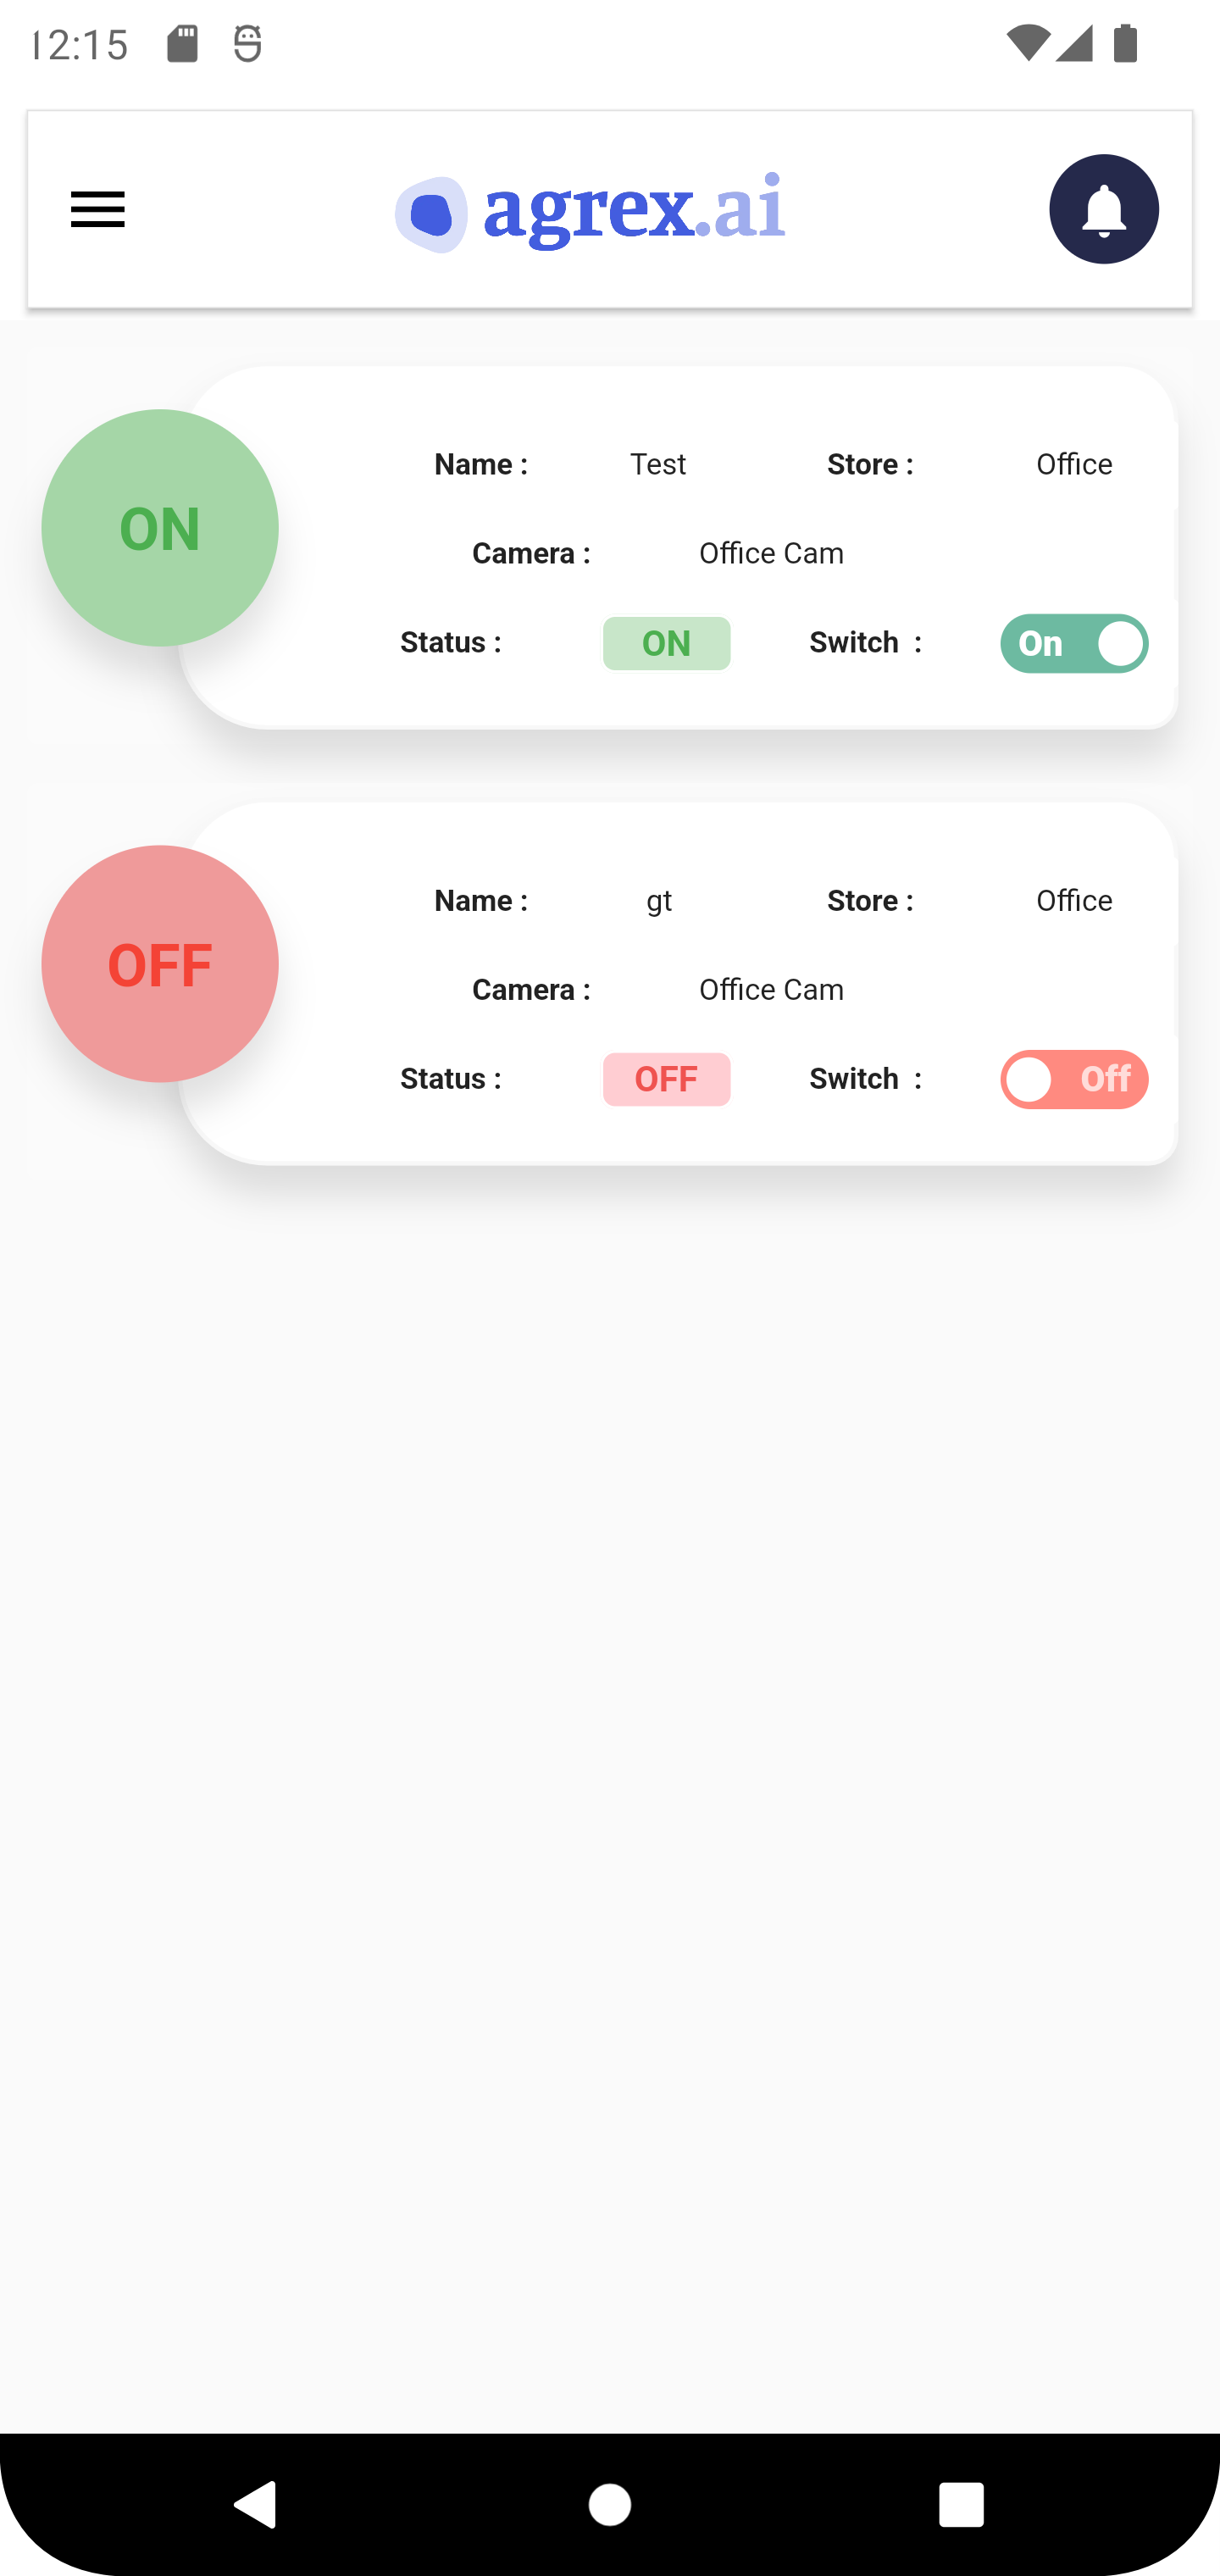 12:15
agrex.ai
ON
Name : Test Store : Office
Camera : Office Cam
Status : ON Switch : On
OFF
Name : gt Store : Office
Camera : Office Cam
Status : OFF Switch : Off